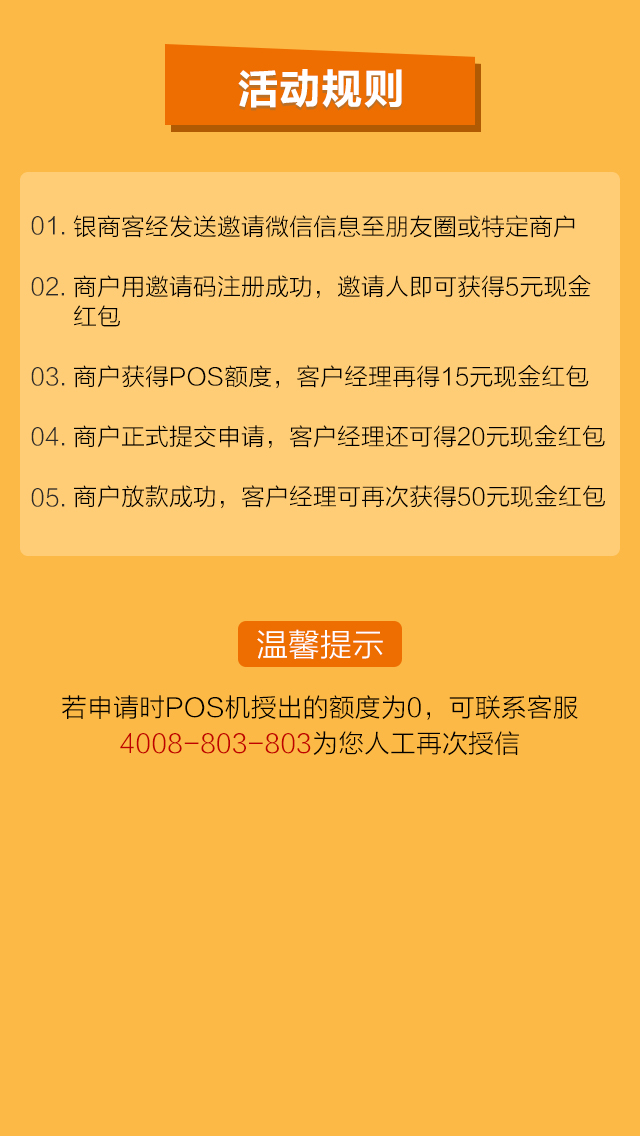 活动规则
01. 银商客经发送邀请微信信息至朋友圈或特定商户
02. 商户用邀请码注册成功，邀请人即可获得5元现金
红包
03. 商户获得POS额度，客户经理再得15元现金红包
04. 商户正式提交申请，客户经理还可得20元现金红包
05. 商户放款成功，客户经理可再次获得50元现金红包
温馨提示
若申请时POS机授出的额度为0，可联系客服
4008-803-803为您人工再次授信